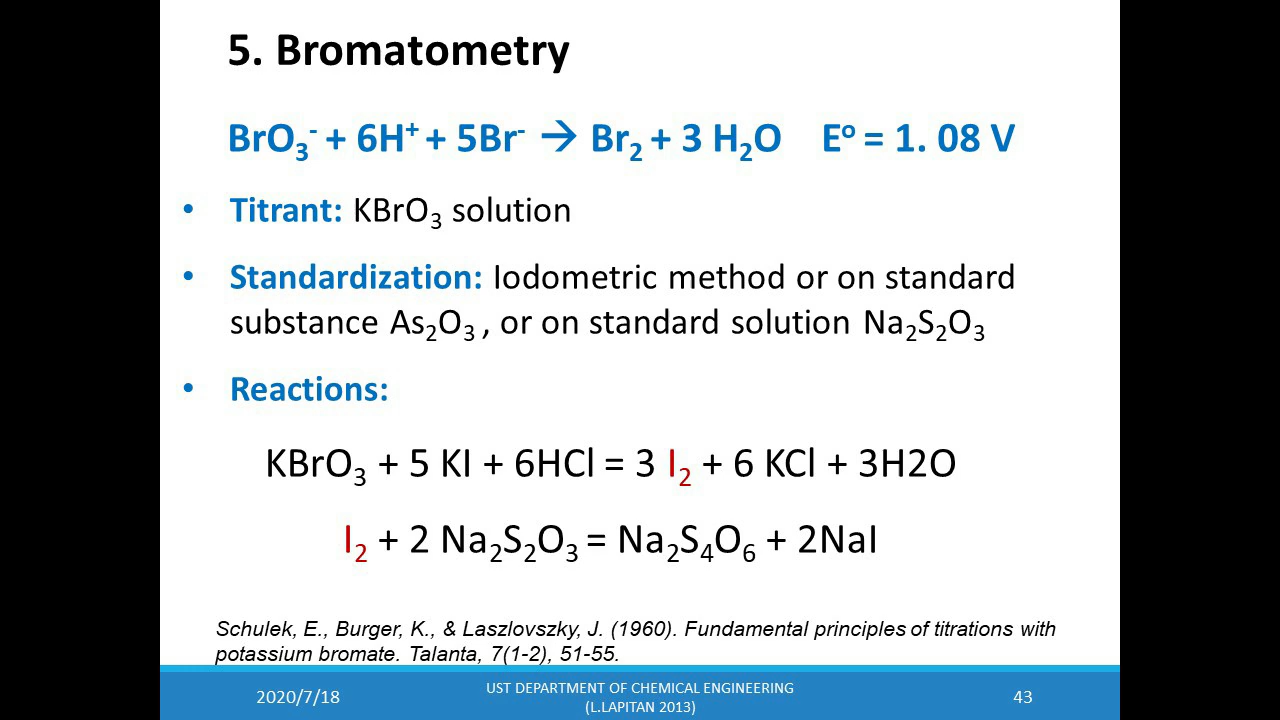 5. Bromatometry
BrO₃⁻ + 6H⁺ + 5Br⁻ → Br₂ + 3 H₂O Eᵒ = 1. 08 V
• Titrant: KBrO₃ solution
• Standardization: Iodometric method or on standard
substance As₂O₃ , or on standard solution Na₂S₂O₃
• Reactions:
KBrO₃ + 5 KI + 6HCl = 3 I₂ + 6 KCl + 3H2O
I₂ + 2 Na₂S₂O₃ = Na₂S₄O₆ + 2NaI
Schulek, E., Burger, K., & Laszlovszky, J. (1960). Fundamental principles of titrations with
potassium bromate. Talanta, 7(1-2), 51-55.
2020/7/18
UST DEPARTMENT OF CHEMICAL ENGINEERING
(L.LAPITAN 2013)
43